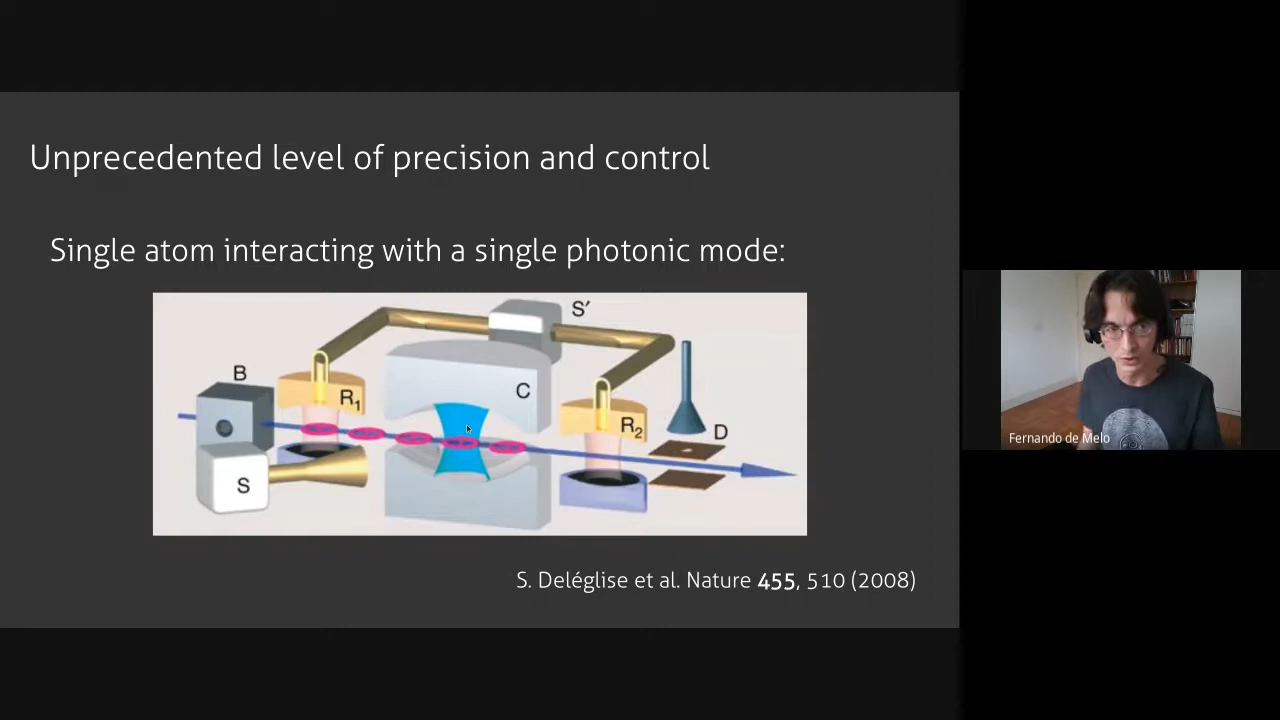 Unprecedented level of precision and control
Single atom interacting with a single photonic mode:
S′
B
C
R1
R2
D
S
S. Deléglise et al. Nature 455, 510 (2008)
Fernando de Melo